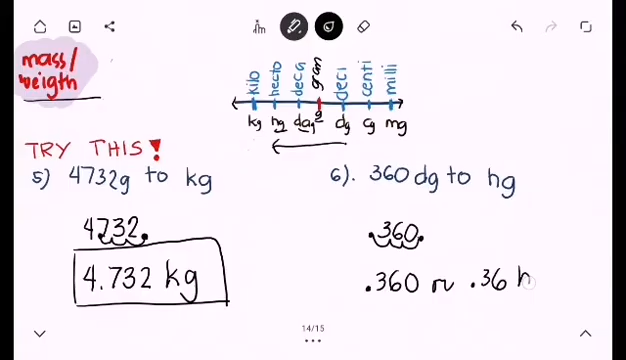 mass/
weigth
kilo hecto deca gram deci centi milli
kg hg dag g dg cg mg
TRY THIS!
5) 4732g to kg
4732
4.732 kg
6). 360 dg to hg
.360.
.360 or .36 h
14/15